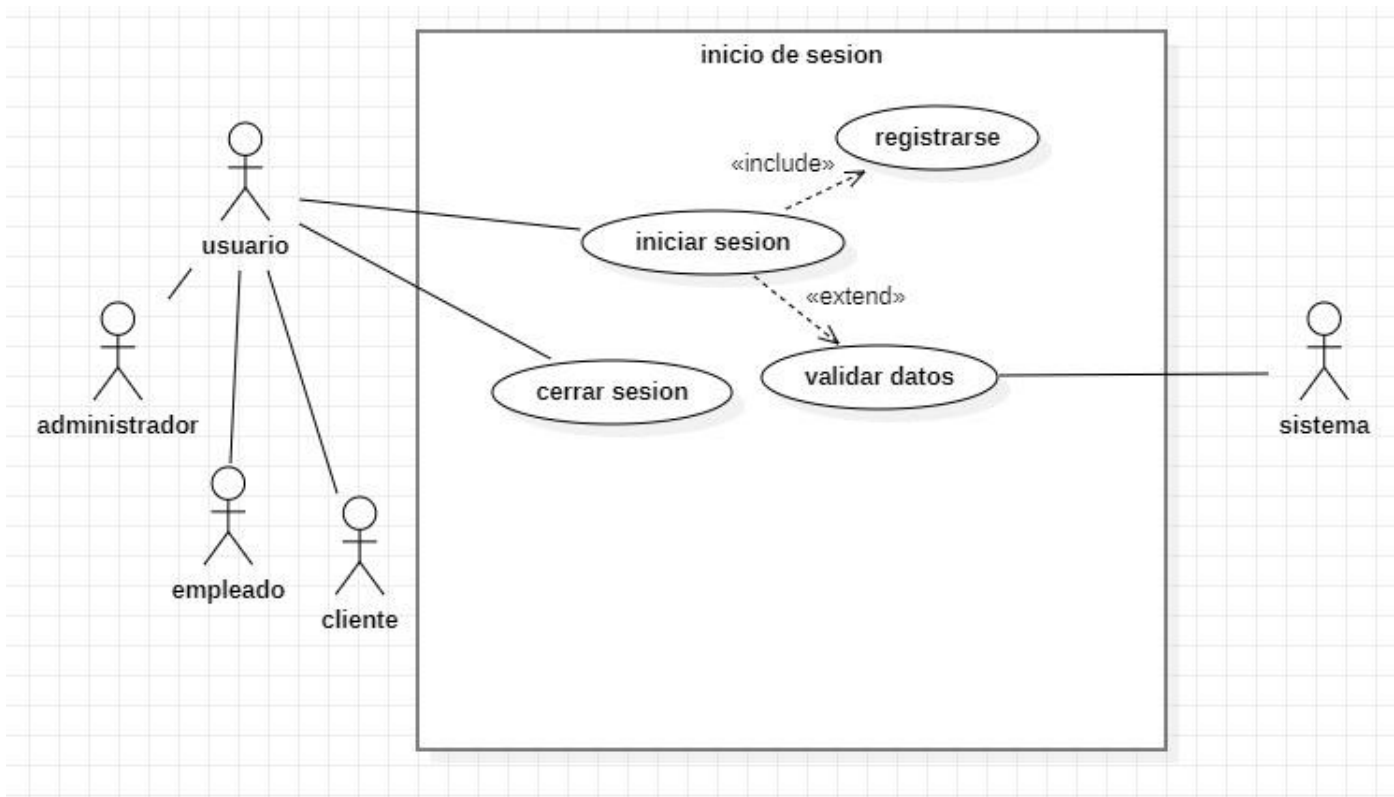 inicio de sesion
registrarse
«include»
iniciar sesion
usuario
«extend»
validar datos
cerrar sesion
administrador
sistema
empleado
cliente